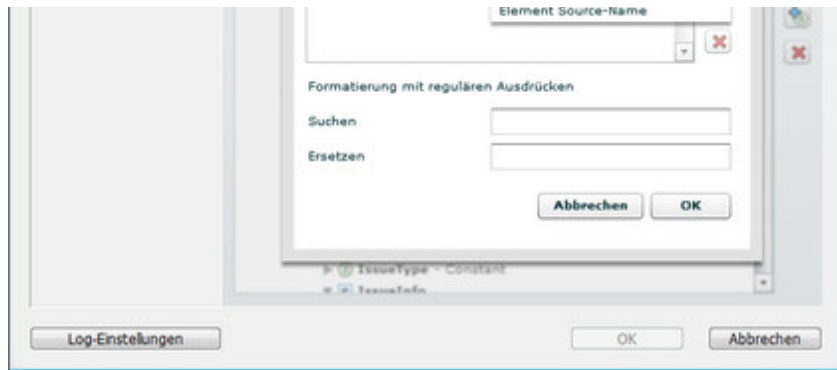 Element Source-Name
Formatierung mit regulären Ausdrücken
Suchen
Ersetzen
Abbrechen OK
IssueType - Constant
IssueInfo
Log-Einstellungen OK Abbrechen